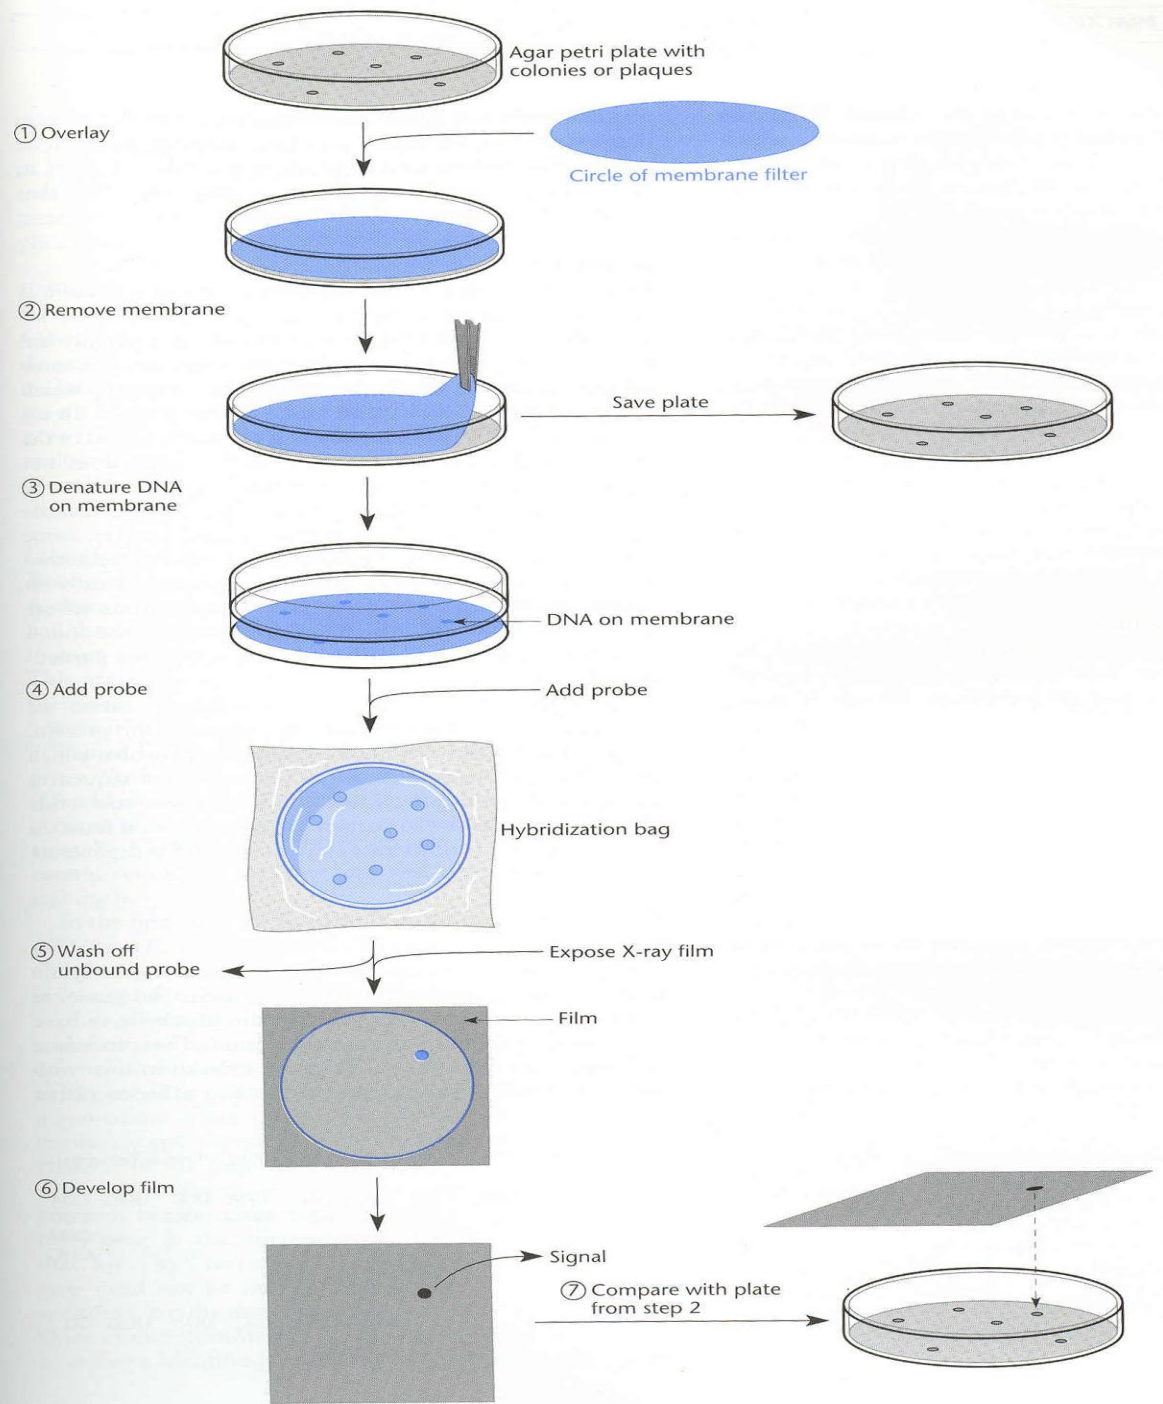 Agar petri plate with
colonies or plaques
① Overlay
Circle of membrane filter
② Remove membrane
Save plate
③ Denature DNA
on membrane
DNA on membrane
④ Add probe
Add probe
Hybridization bag
⑤ Wash off
unbound probe
Expose X-ray film
Film
⑥ Develop film
Signal
⑦ Compare with plate
from step 2